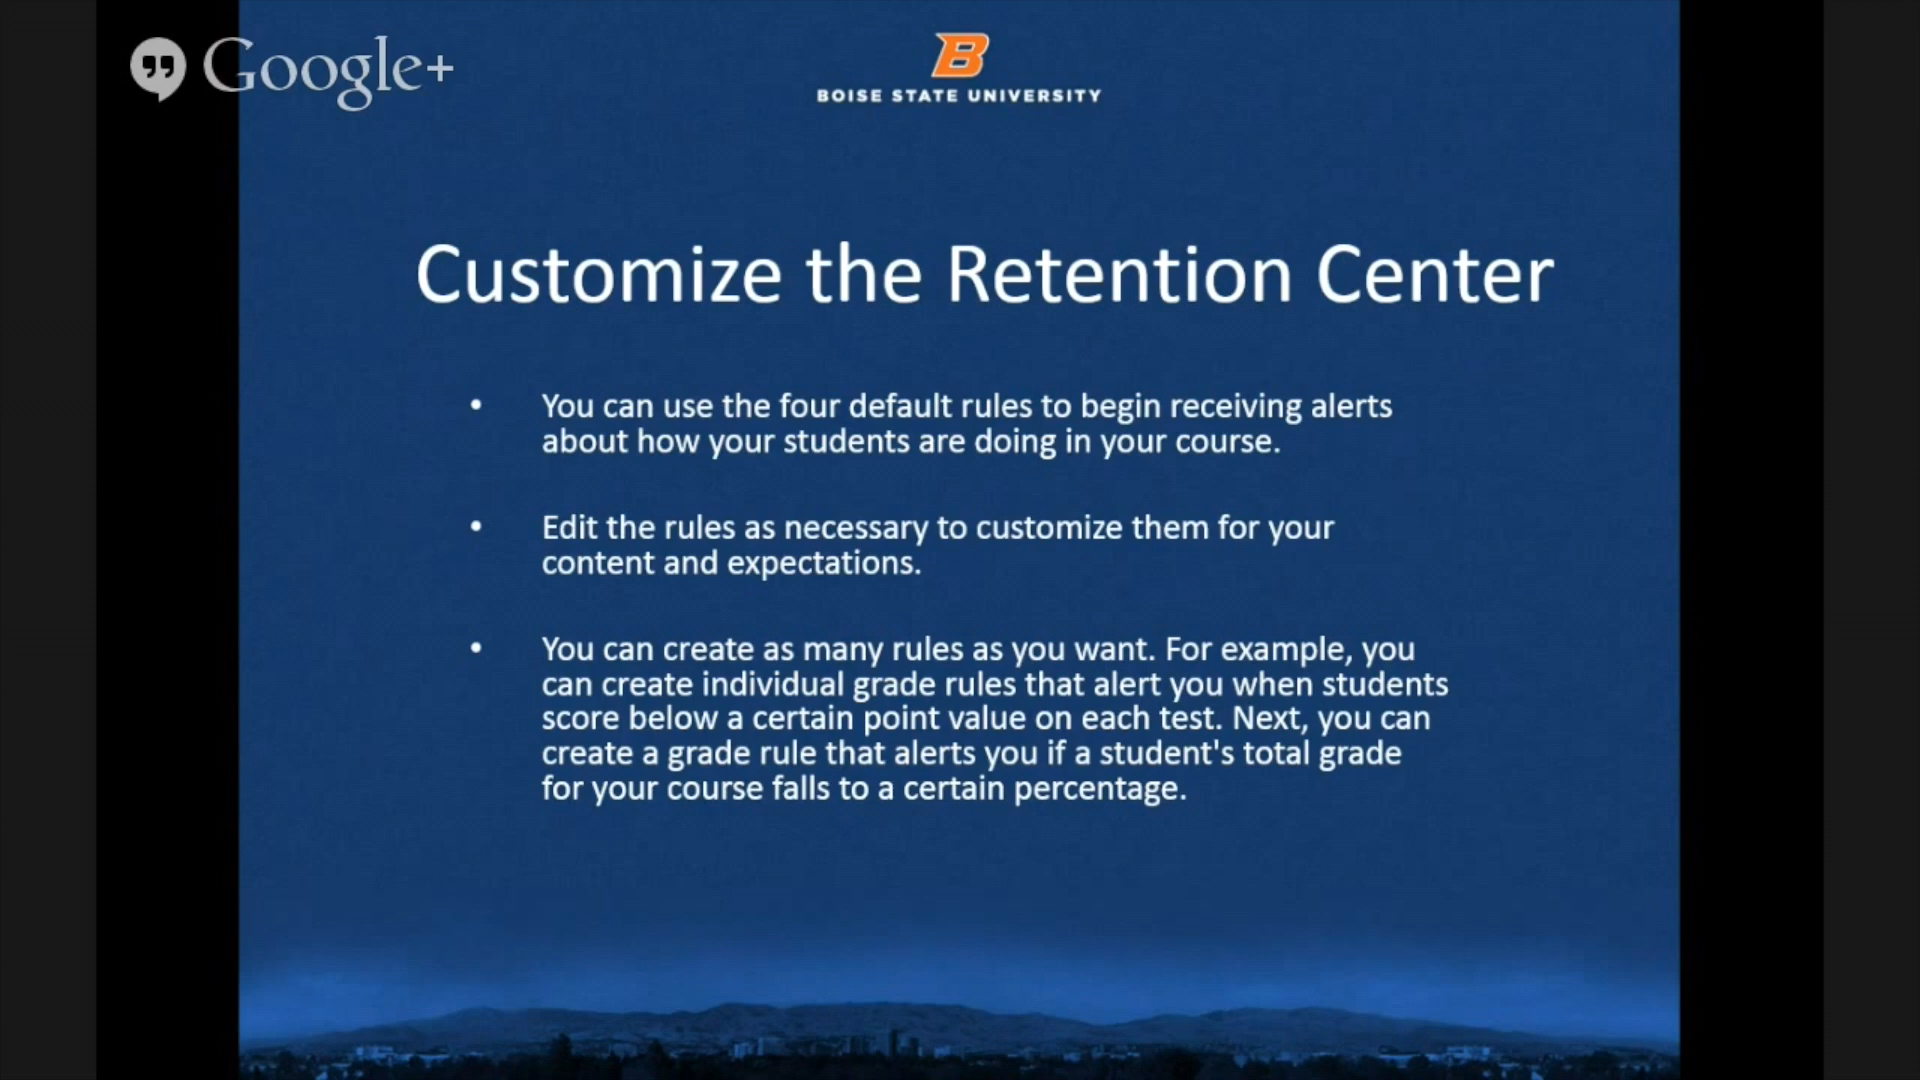 Google+
B
BOISE STATE UNIVERSITY
Customize the Retention Center
• You can use the four default rules to begin receiving alerts
about how your students are doing in your course.
• Edit the rules as necessary to customize them for your
content and expectations.
• You can create as many rules as you want. For example, you
can create individual grade rules that alert you when students
score below a certain point value on each test. Next, you can
create a grade rule that alerts you if a student's total grade
for your course falls to a certain percentage.